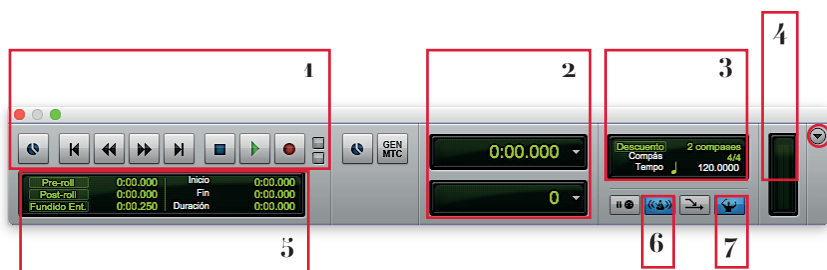 1
2
3
4
GEN
MTC
0:00.000
0
Descuento 2 compases
Compás 4/4
Tempo 120.0000
Pre-roll 0:00.000 Inicio 0:00.000
Post-roll 0:00.000 Fin 0:00.000
Fundido Ent. 0:00.250 Duración 0:00.000
5
6
7